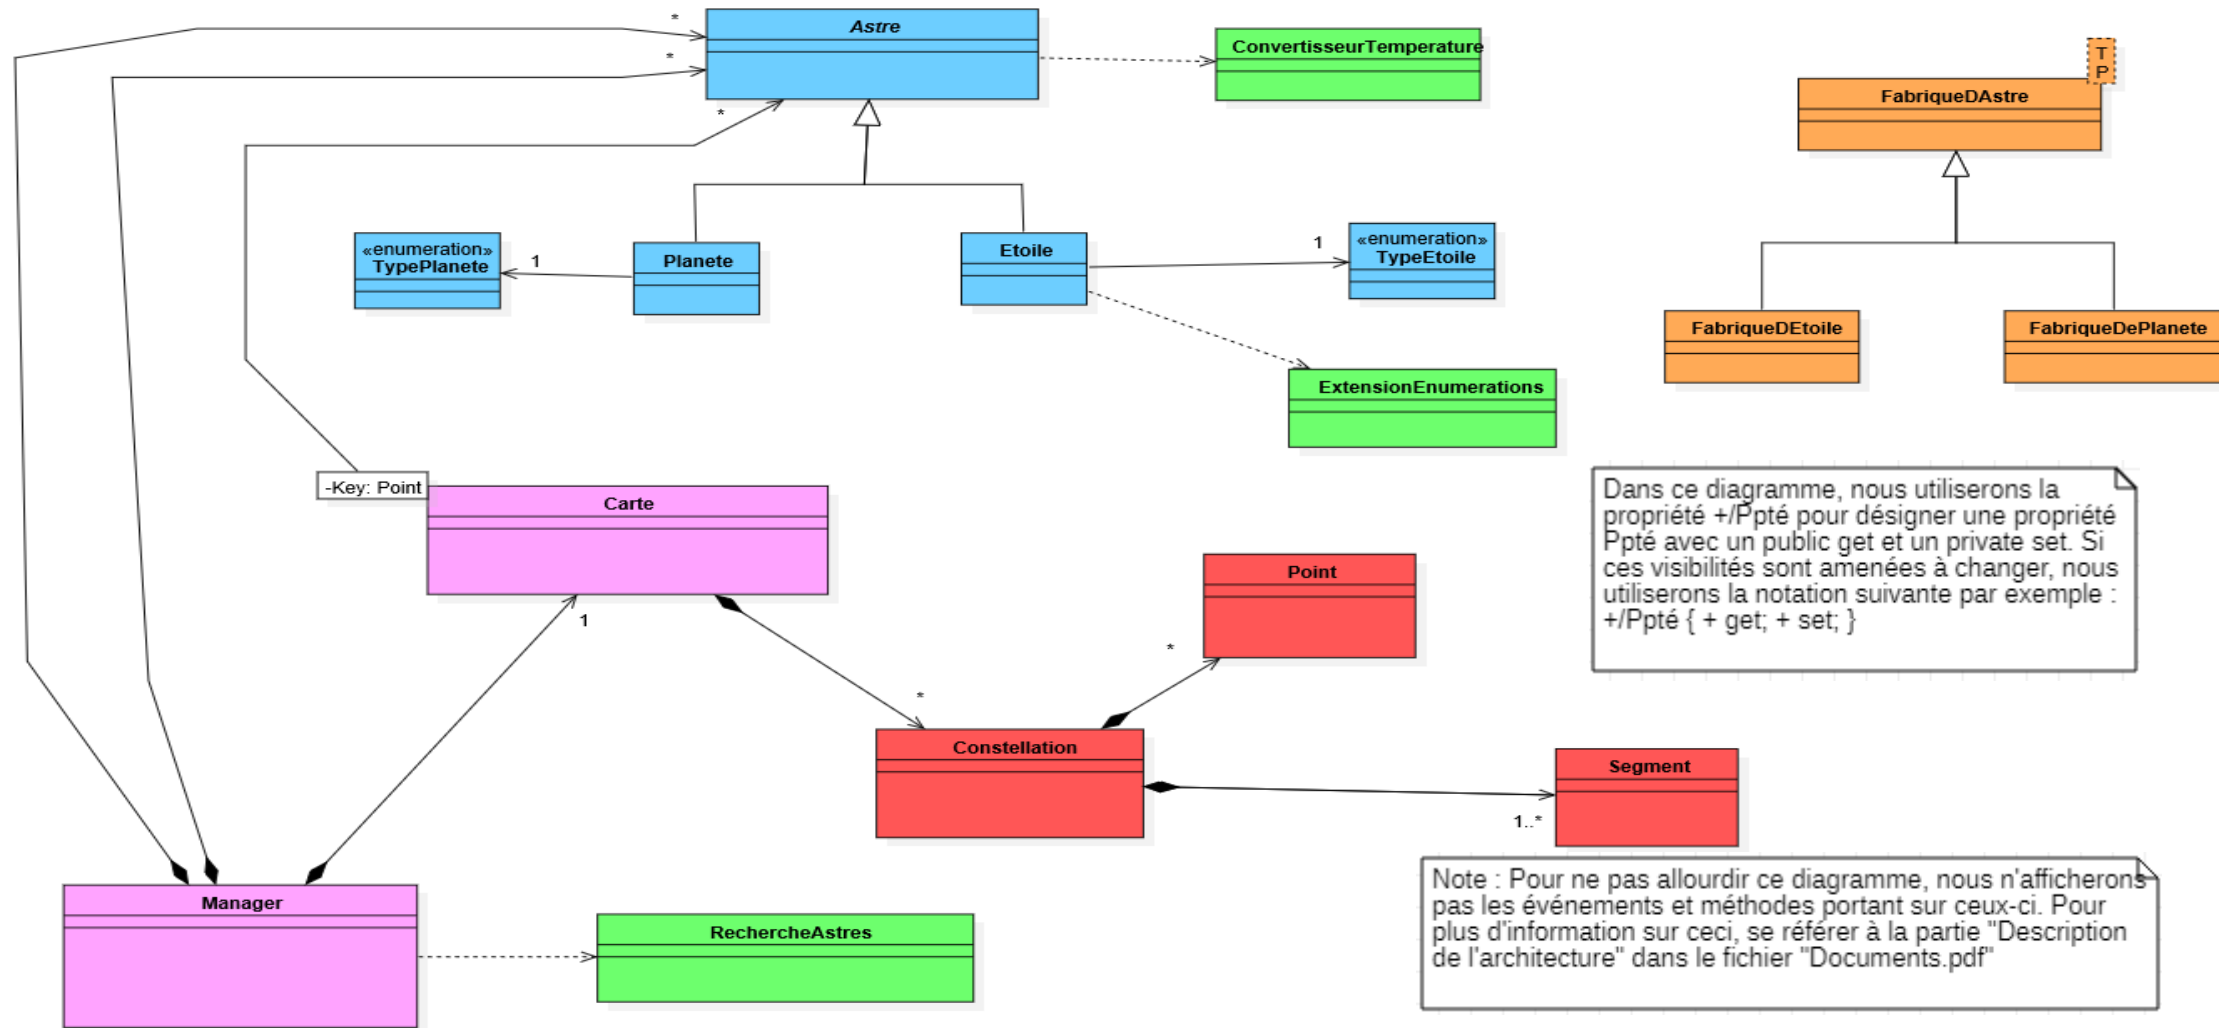 *
Astre
*
ConvertisseurTemperature
T
P
FabriqueDAstre
*
«enumeration»
TypePlanete
1
Planete
Etoile
1
«enumeration»
TypeEtoile
FabriqueDEtoile
FabriqueDePlanete
ExtensionEnumerations
-Key: Point
Carte
Dans ce diagramme, nous utiliserons la
propriété +/Ppté pour désigner une propriété
Ppté avec un public get et un private set. Si
ces visibilités sont amenées à changer, nous
utiliserons la notation suivante par exemple :
+/Ppté { + get; + set; }
1
Point
*
*
Constellation
Segment
1..*
Manager
RechercheAstres
Note : Pour ne pas allourdir ce diagramme, nous n'afficherons
pas les événements et méthodes portant sur ceux-ci. Pour
plus d'information sur ceci, se référer à la partie "Description
de l'architecture" dans le fichier "Documents.pdf"